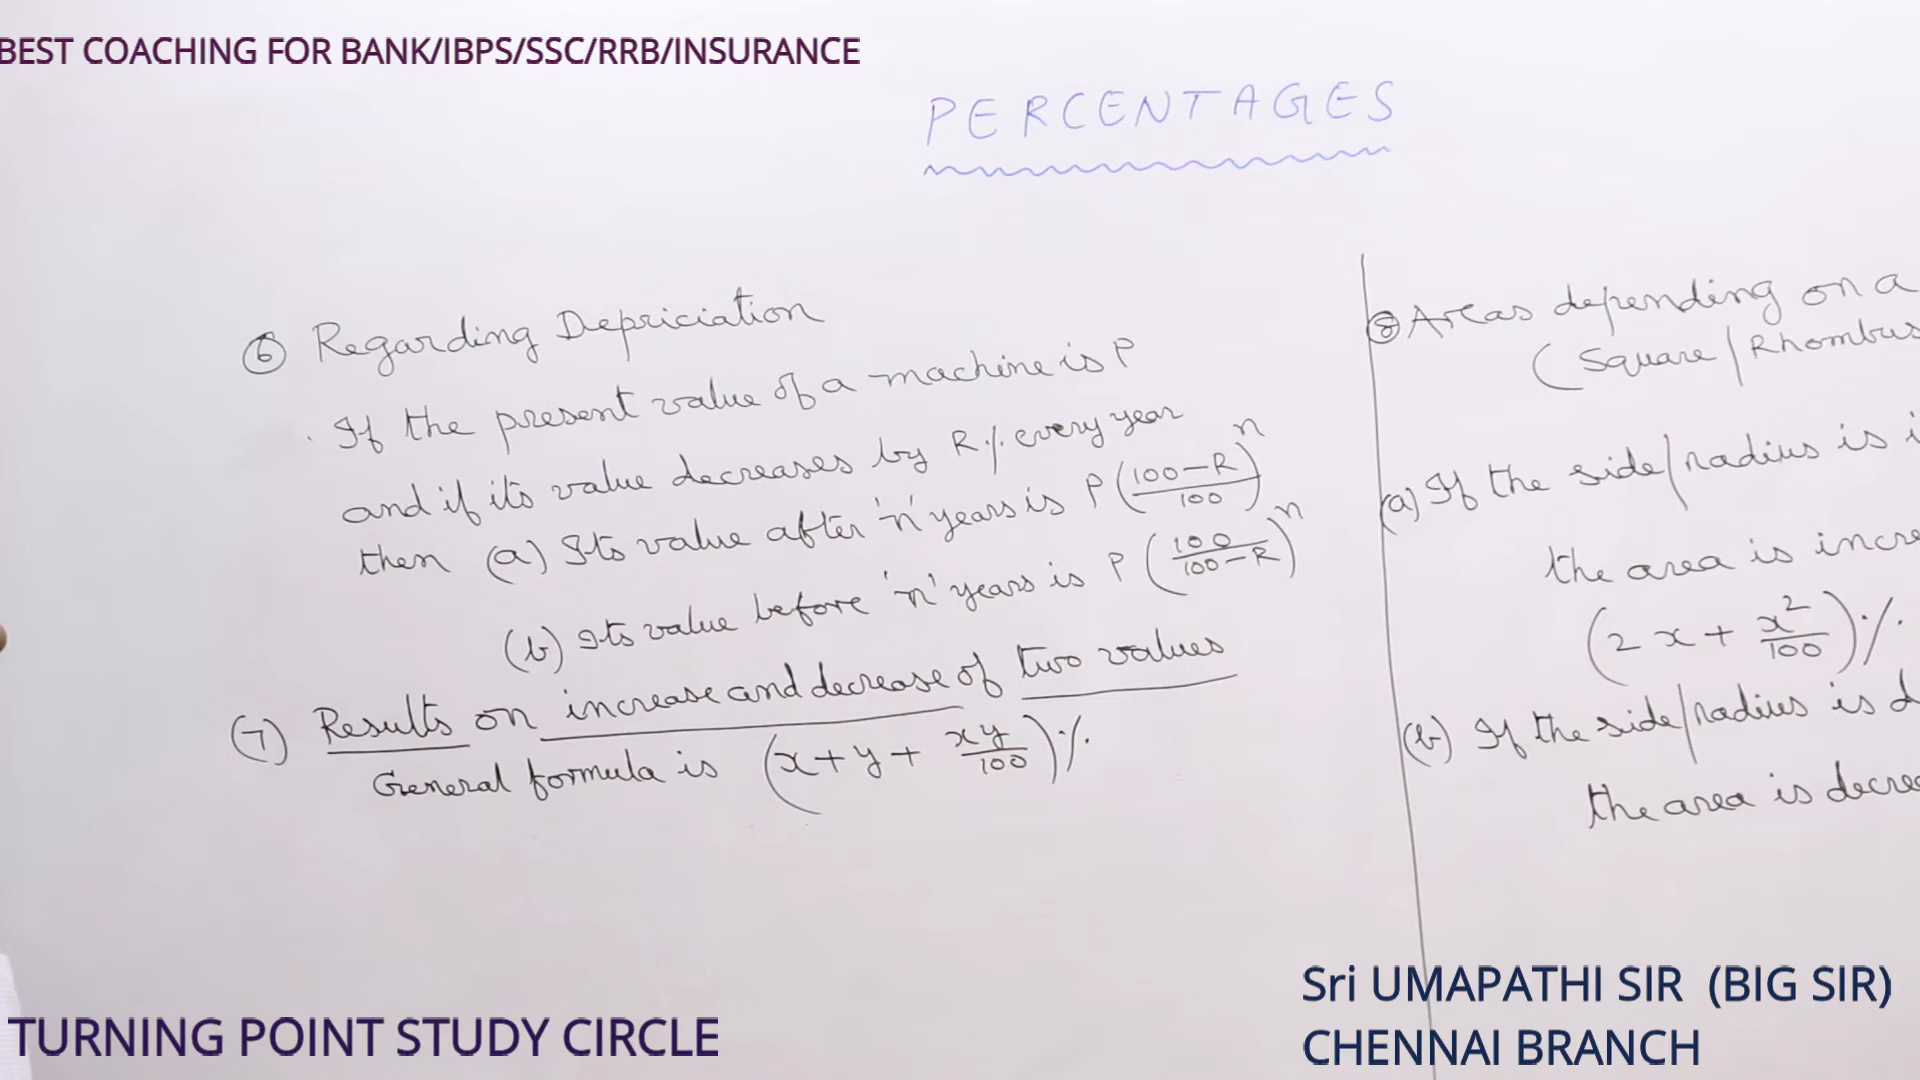 BEST COACHING FOR BANK/IBPS/SSC/RRB/INSURANCE
PERCENTAGES
(6) Regarding Depriciation
If the present value of a machine is P
and if its value decreases by R% every year
then (a) Its value after 'n' years is P((100-R)/100)^n
(b) Its value before 'n' years is P(100/(100-R))^n
(7) Results on increase and decrease of two values
General formula is (x+y+xy/100)%
(8) Areas depending on a
(Square/Rhombus
(a) If the side/radius is
the area is incre
(2x+x²/100)%
(b) If the side/radius is d
the area is decre
Sri UMAPATHI SIR (BIG SIR)
CHENNAI BRANCH
TURNING POINT STUDY CIRCLE